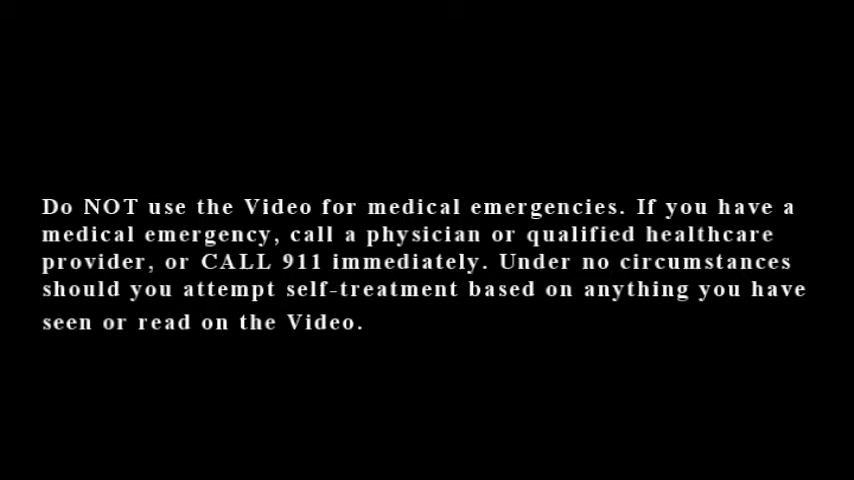 Do NOT use the Video for medical emergencies. If you have a
medical emergency, call a physician or qualified healthcare
provider, or CALL 911 immediately. Under no circumstances
should you attempt self-treatment based on anything you have
seen or read on the Video.